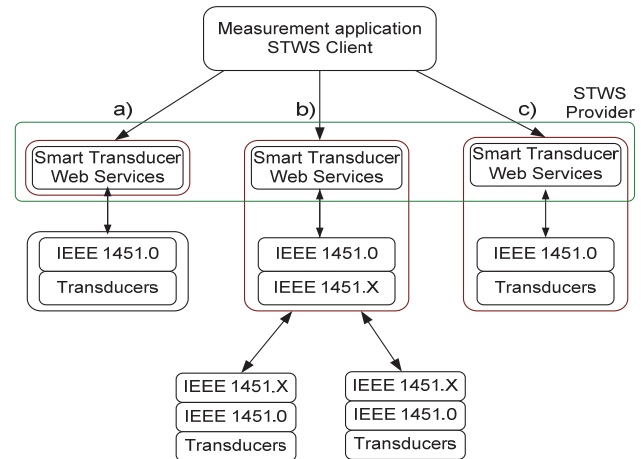 Measurement application
STWS Client
a)
b)
c)
STWS
Provider
Smart Transducer
Web Services
Smart Transducer
Web Services
Smart Transducer
Web Services
IEEE 1451.0
Transducers
IEEE 1451.0
IEEE 1451.X
IEEE 1451.0
Transducers
IEEE 1451.X
IEEE 1451.0
Transducers
IEEE 1451.X
IEEE 1451.0
Transducers